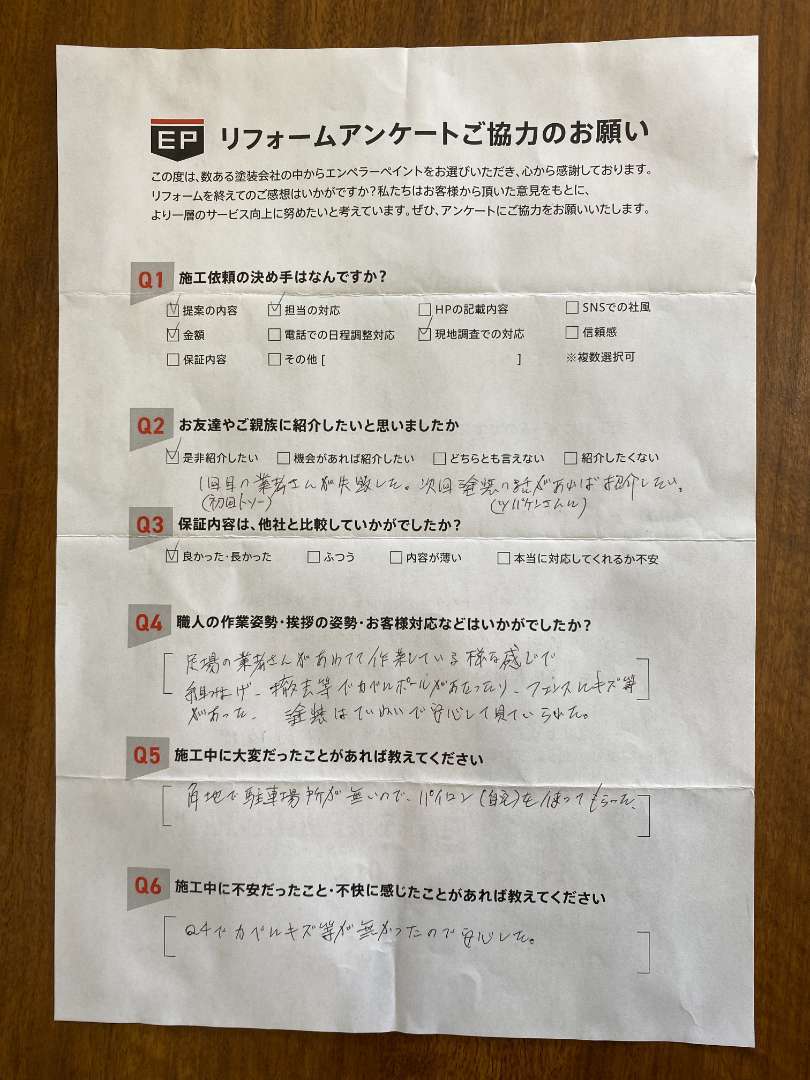 EP リフォームアンケートご協力のお願い
この度は、数ある塗装会社の中からエンペラーペイントをお選びいただき、心から感謝しております。
リフォームを終えてのご感想はいかがですか?私たちはお客様から頂いた意見をもとに、
より一層のサービス向上に努めたいと考えています。ぜひ、アンケートにご協力をお願いいたします。
Q1 施工依頼の決め手はなんですか?
☑提案の内容 ☑担当の対応 □HPの記載内容 □SNSでの社風
☑金額 □電話での日程調整対応 ☑現地調査での対応 □信頼感
□保証内容 □その他[ ] ※複数選択可
Q2 お友達やご親族に紹介したいと思いましたか
☑是非紹介したい □機会があれば紹介したい □どちらとも言えない □紹介したくない
1回目の業者さんが失敗した。次回塗装の話があれば紹介したい。
Q3 保証内容は、他社と比較していかがでしたか?
☑良かった・長かった □ふつう □内容が薄い □本当に対応してくれるか不安
Q4 職人の作業姿勢・挨拶の姿勢・お客様対応などはいかがでしたか?
足場の業者さんがあわてて作業している様な感じで
組上げ、撤去等でカベにポールがあたったり、フェンスにキズ等
があった。 塗装はていねいで安心して見ていられた。
Q5 施工中に大変だったことがあれば教えてください
角地で駐車場所が無いので、パイロン(自宅)を使ってもらった。
Q6 施工中に不安だったこと・不快に感じたことがあれば教えてください
Q4でカベにキズ等が無かったので安心した。